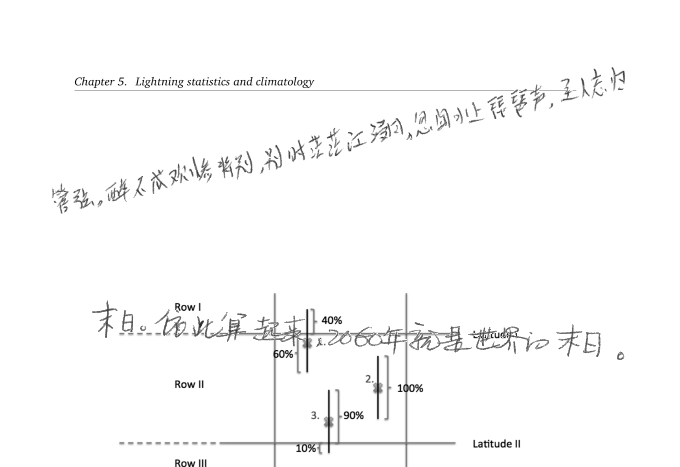 Chapter 5. Lightning statistics and climatology
管弦。醉不成欢惨将别,别时茫茫江浸月,忽闻水上琵琶声,主人忘归
Row I
40%
末日。依此算起来,2060年就是世界的末日。
1.
60%
2.
Row II
100%
3.
90%
10%
Latitude II
Row III